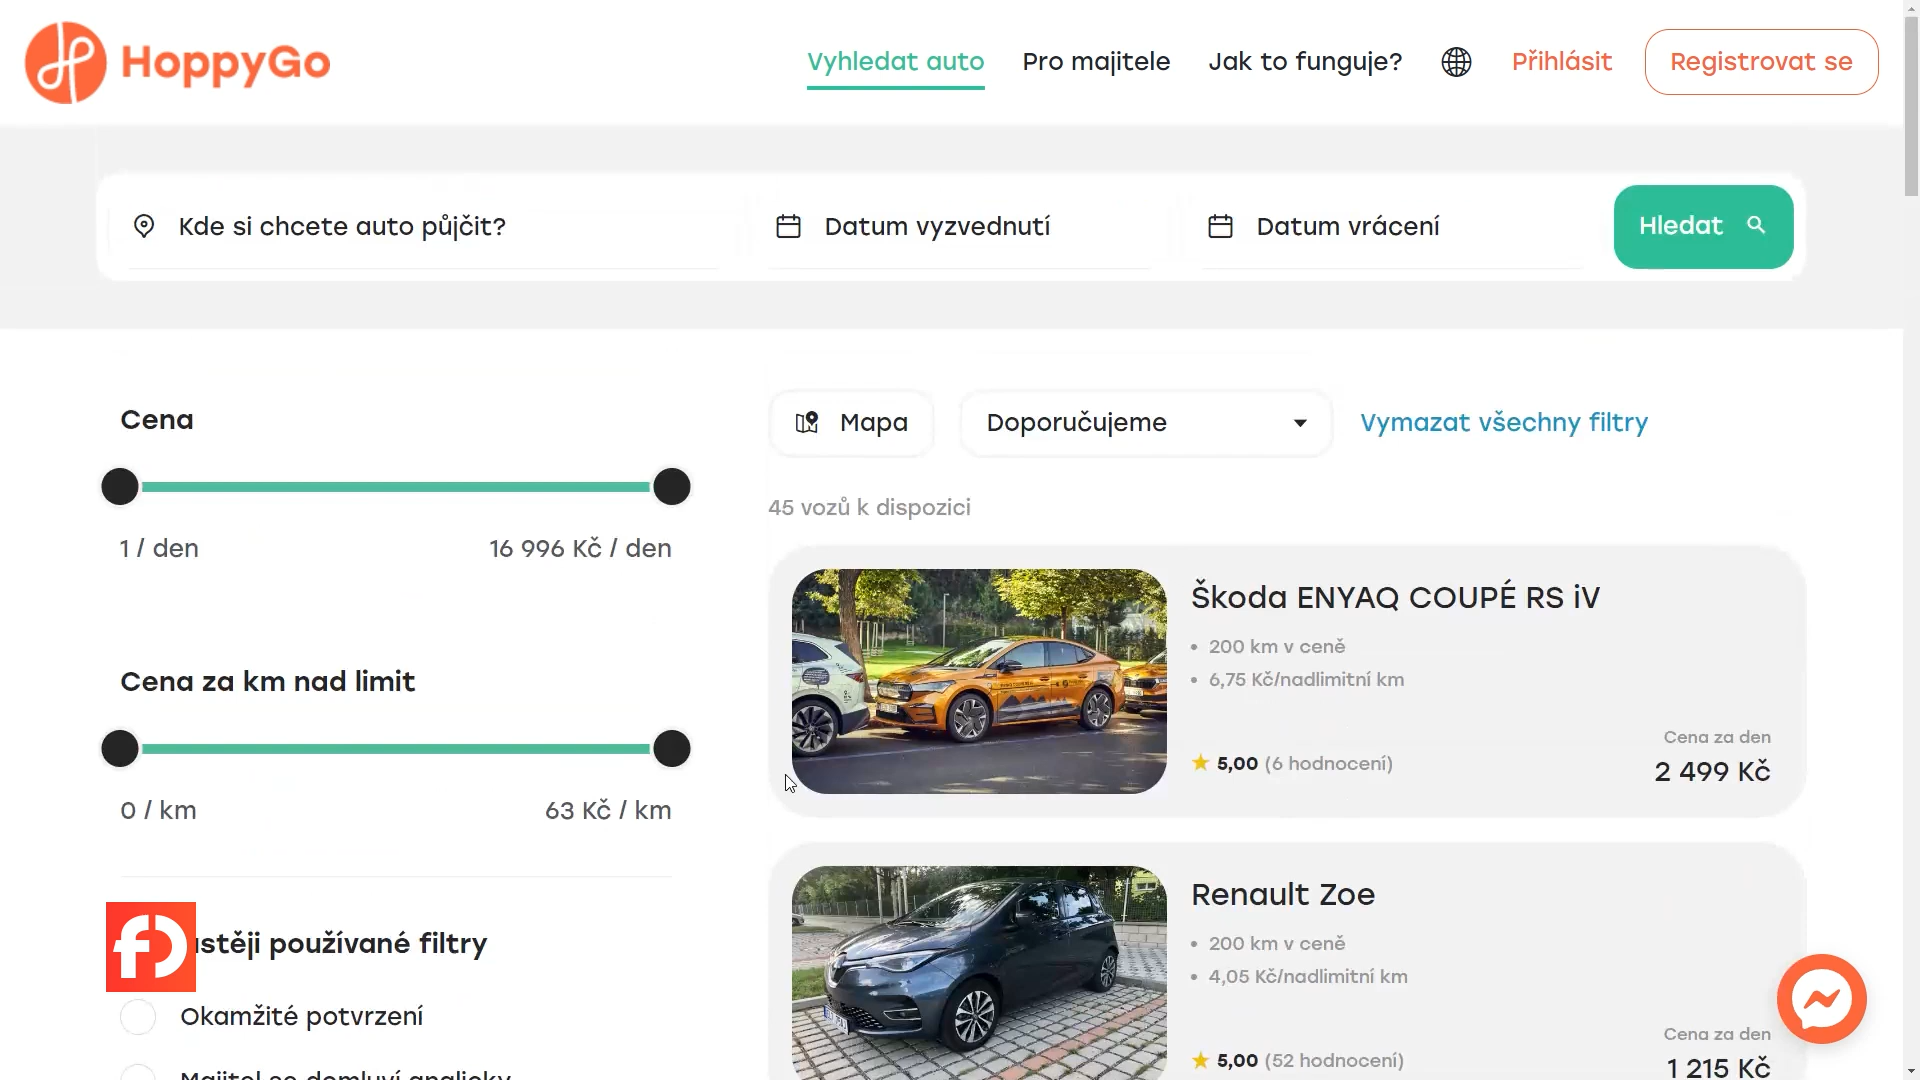 HoppyGo
Vyhledat auto
Pro majitele
Jak to funguje?
Přihlásit
Registrovat se
Kde si chcete auto půjčit?
Datum vyzvednutí
Datum vrácení
Hledat
Cena
1 / den
16 996 Kč / den
Cena za km nad limit
0 / km
63 Kč / km
používané filtry
Okamžité potvrzení
Majitel se domluví anglicky
Mapa
Doporučujeme
Vymazat všechny filtry
45 vozů k dispozici
Škoda ENYAQ COUPÉ RS iV
• 200 km v ceně
• 6,75 Kč/nadlimitní km
5,00 (6 hodnocení)
Cena za den
2 499 Kč
Renault Zoe
• 200 km v ceně
• 4,05 Kč/nadlimitní km
5,00 (52 hodnocení)
Cena za den
1 215 Kč